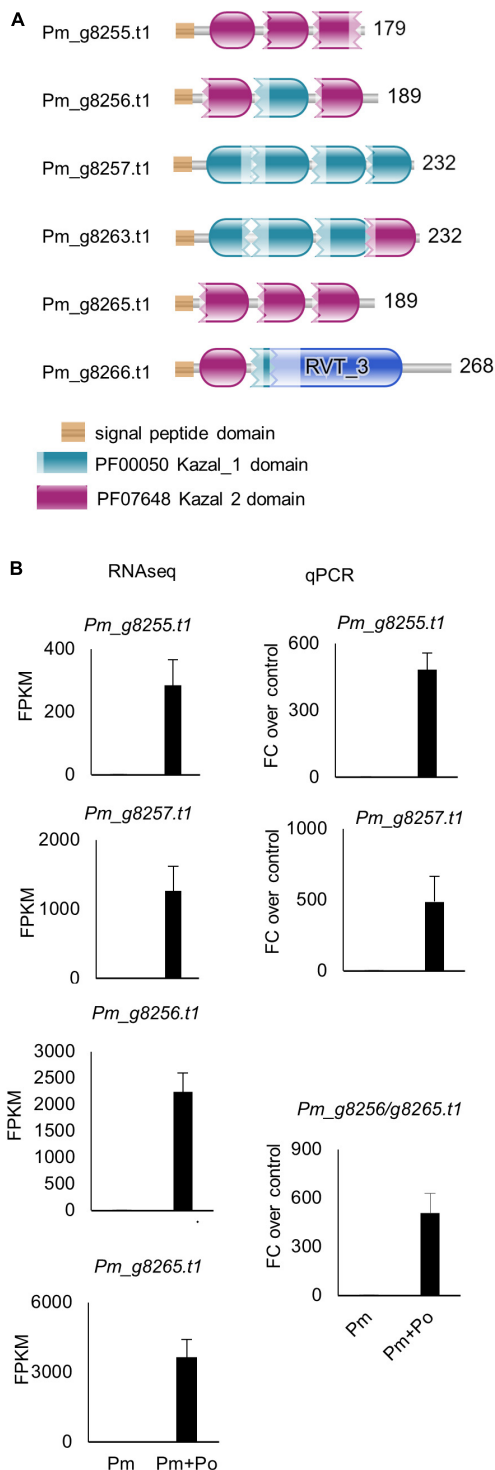 A
Pm_g8255.t1 179
Pm_g8256.t1 189
Pm_g8257.t1 232
Pm_g8263.t1 232
Pm_g8265.t1 189
Pm_g8266.t1 RVT_3 268
signal peptide domain
PF00050 Kazal_1 domain
PF07648 Kazal 2 domain
B
RNAseq qPCR
Pm_g8255.t1
FPKM
400
200
0
Pm_g8255.t1
FC over control
600
300
0
Pm_g8257.t1
FPKM
2000
1000
0
Pm_g8257.t1
FC over control
1000
500
0
Pm_g8256.t1
FPKM
3000
2500
2000
1500
1000
500
0
Pm_g8256/g8265.t1
FC over control
900
600
300
0
Pm Pm+Po
Pm_g8265.t1
FPKM
6000
3000
0
Pm Pm+Po